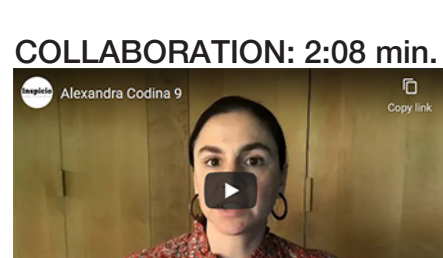 COLLABORATION: 2:08 min.
Inspicio
Alexandra Codina 9
Copy link